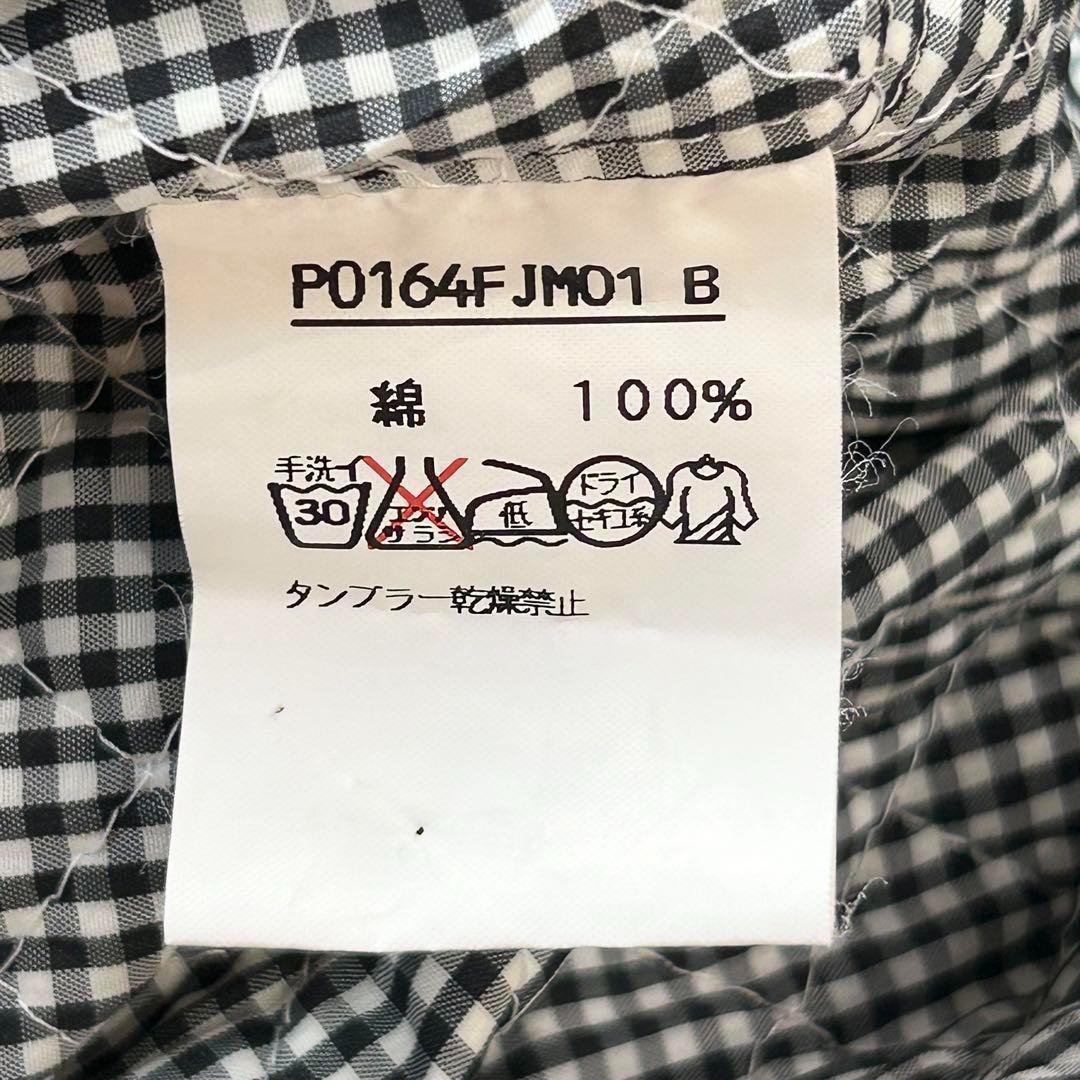 P0164FJM01 B
綿 100%
手洗イ
30
エンソ
サラシ
低
ドライ
セキユ系
タンブラー乾燥禁止